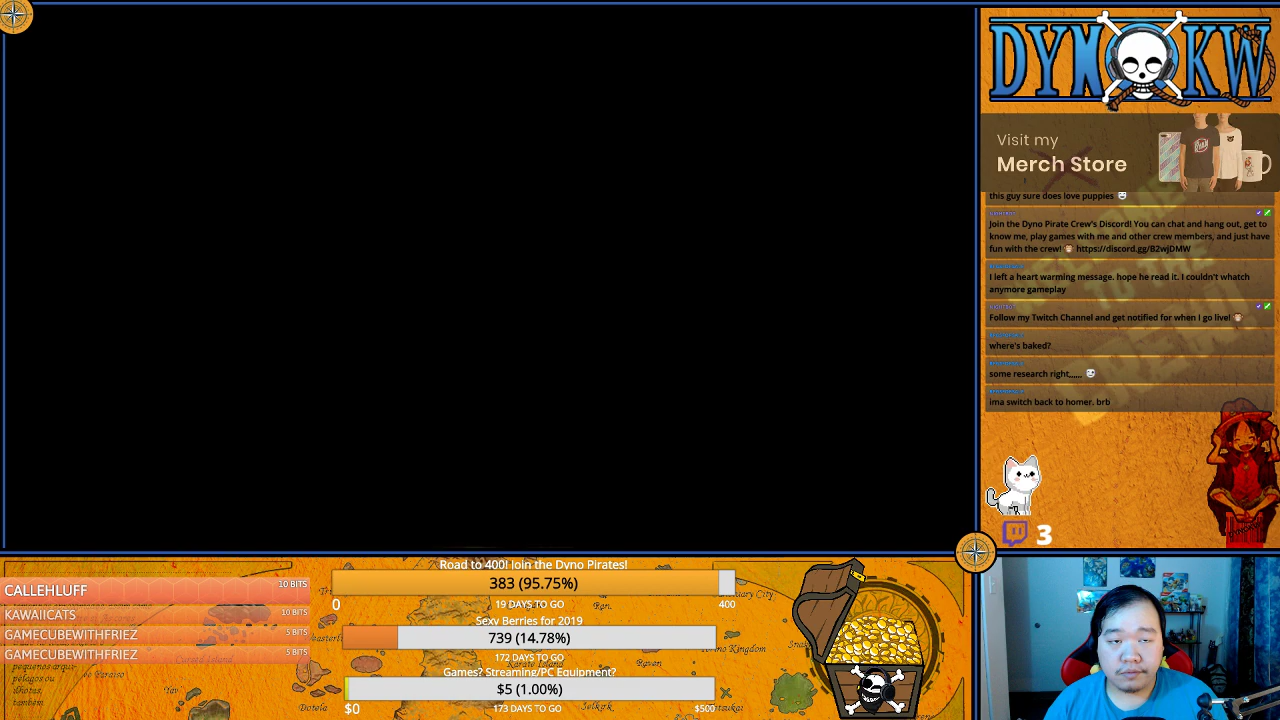 DYN KW
Visit my
Merch Store
this guy sure does love puppies
Join the Dyno Pirate Crew's Discord! You can chat and hang out, get to
know me, play games with me and other crew members, and just have
fun with the crew! https://discord.gg/B2wjDMW
I left a heart warming message. hope he read it. I couldn't whatch
anymore gameplay
Follow my Twitch Channel and get notified for when I go live!
where's baked?
some research right,,,,,,
ima switch back to homer. brb
3
CALLEHLUFF 10 BITS
KAWAIICATS 10 BITS
GAMECUBEWITHFRIEZ 5 BITS
GAMECUBEWITHFRIEZ 5 BITS
Road to 400! Join the Dyno Pirates!
383 (95.75%)
0 19 DAYS TO GO 400
Sexy Berries for 2019
739 (14.78%)
172 DAYS TO GO
Games? Streaming/PC Equipment?
$5 (1.00%)
$0 173 DAYS TO GO $500